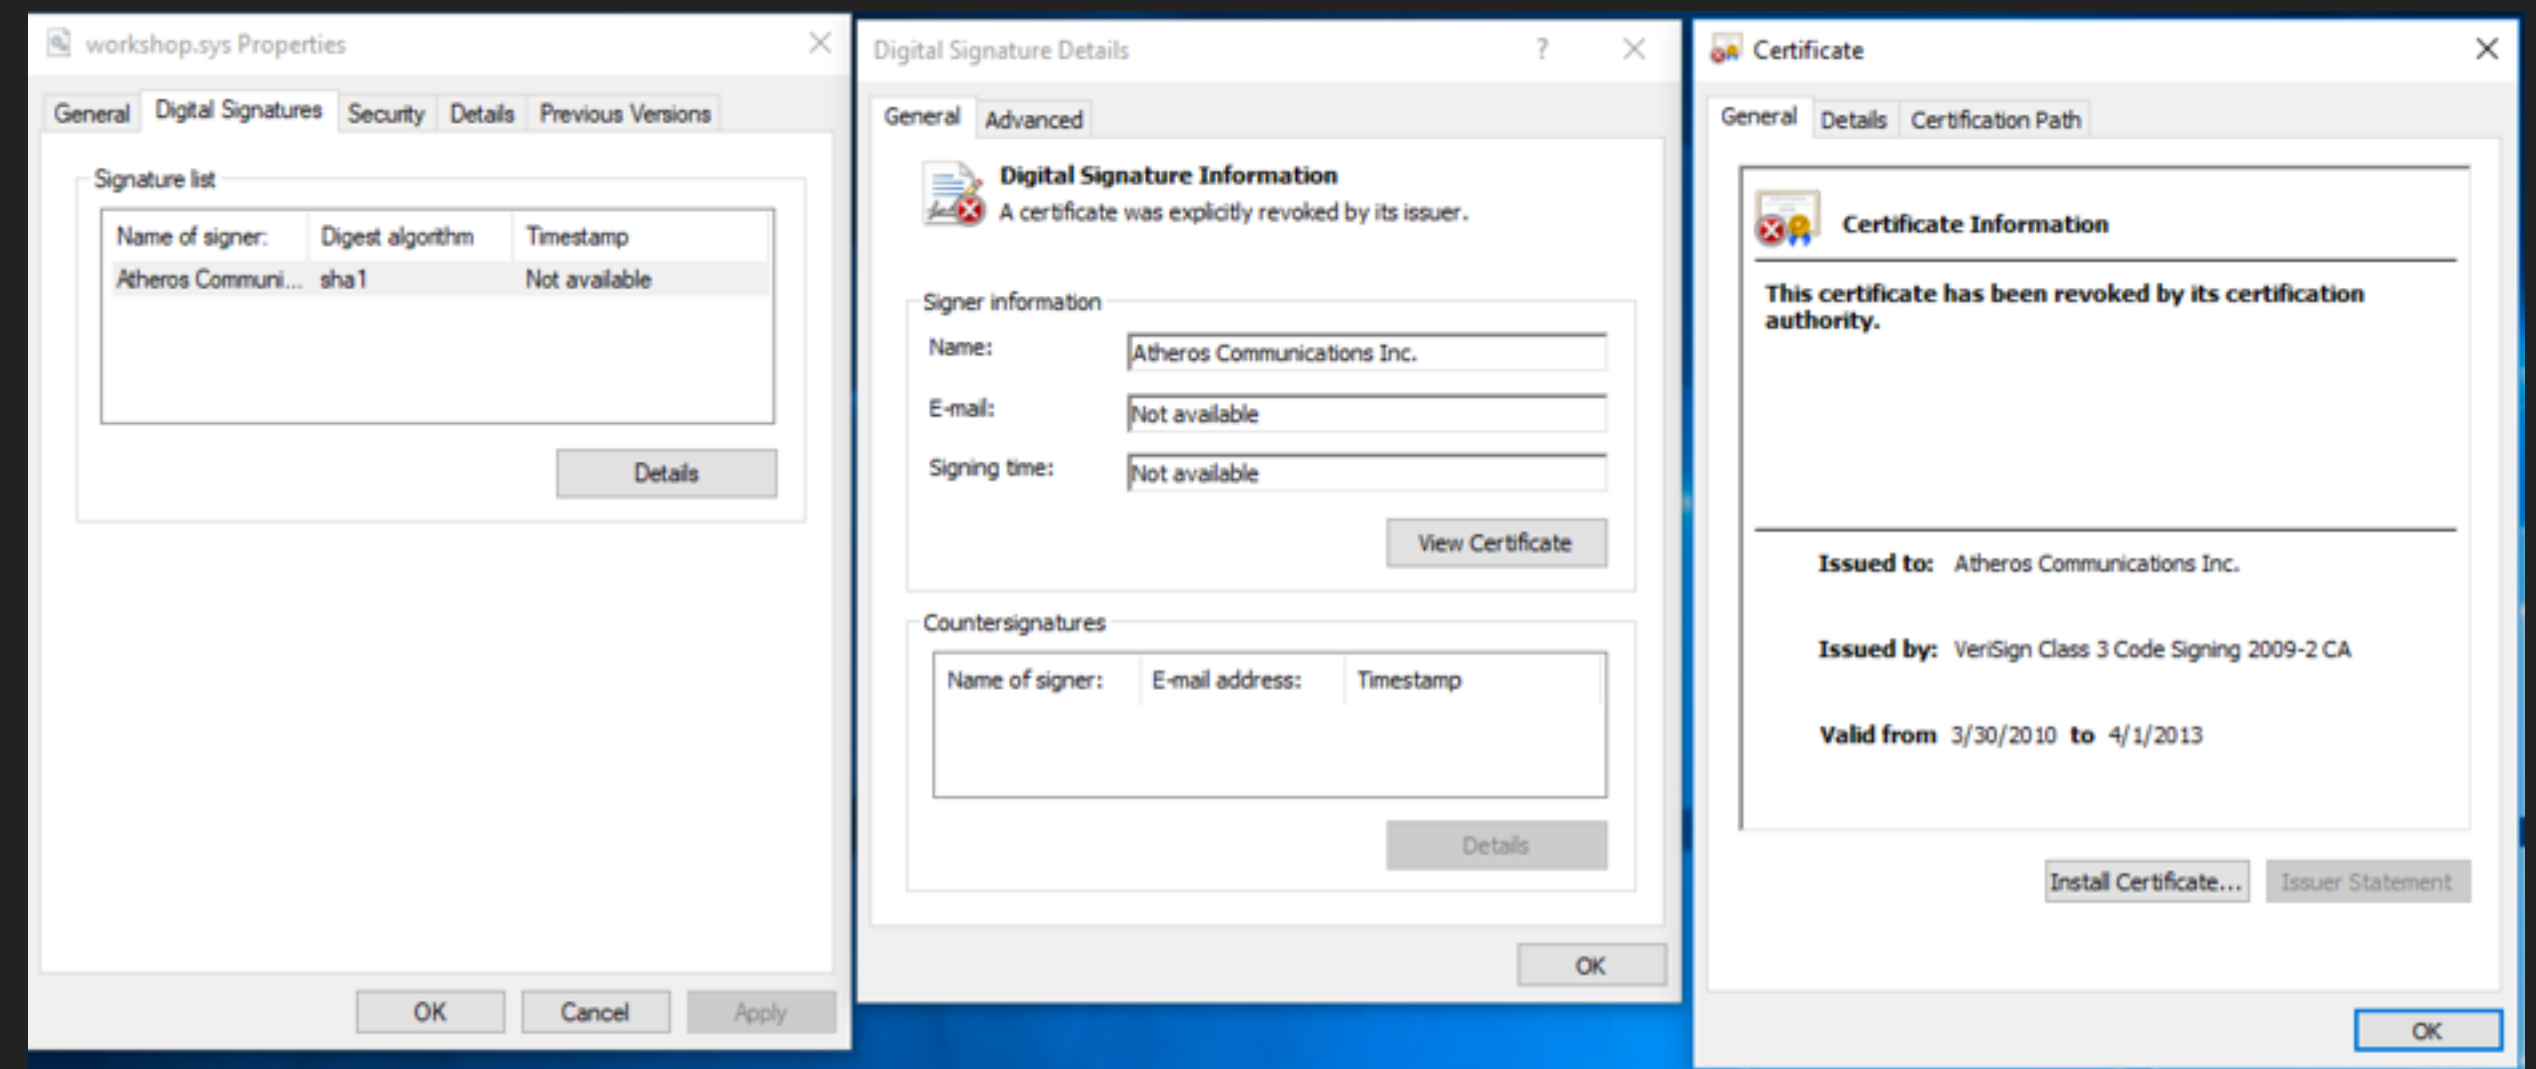 workshop.sys Properties
General Digital Signatures Security Details Previous Versions
Signature list
Name of signer: Digest algorithm Timestamp
Atheros Communi... sha1 Not available
Details
OK Cancel Apply
Digital Signature Details ?
General Advanced
Digital Signature Information
A certificate was explicitly revoked by its issuer.
Signer information
Name: Atheros Communications Inc.
E-mail: Not available
Signing time: Not available
View Certificate
Countersignatures
Name of signer: E-mail address: Timestamp
Details
OK
Certificate
General Details Certification Path
Certificate Information
This certificate has been revoked by its certification
authority.
Issued to: Atheros Communications Inc.
Issued by: VeriSign Class 3 Code Signing 2009-2 CA
Valid from 3/30/2010 to 4/1/2013
Install Certificate... Issuer Statement
OK